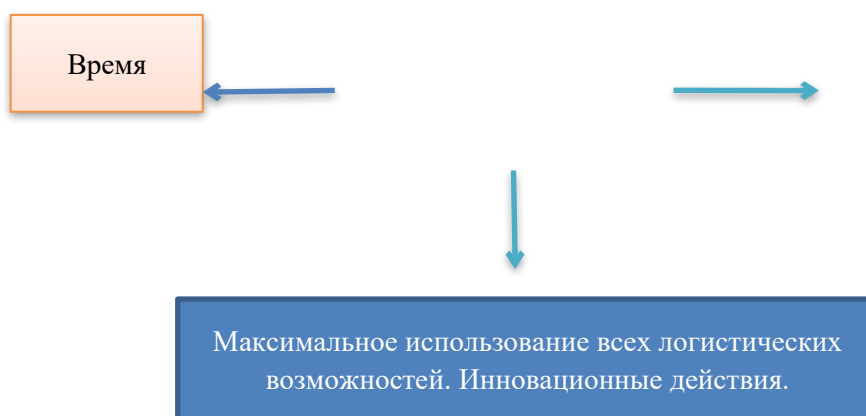 Время
Максимальное использование всех логистических
возможностей. Инновационные действия.